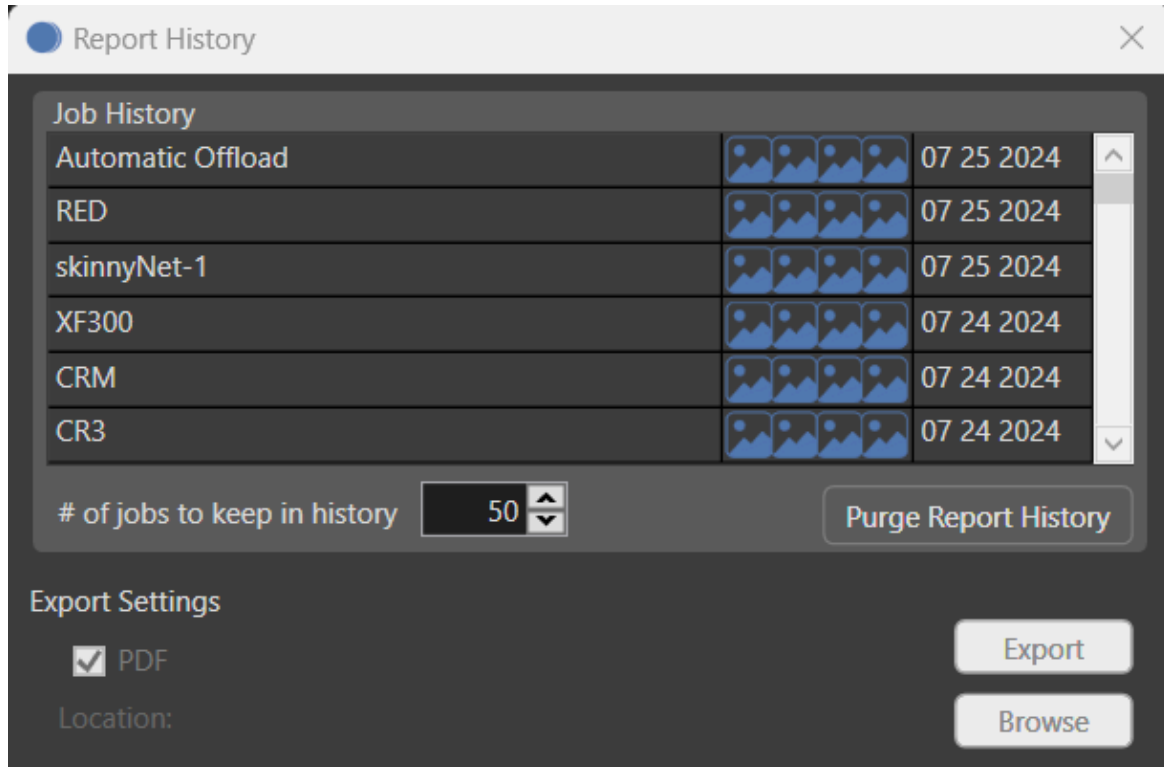 Report History
Job History
Automatic Offload 07 25 2024
RED 07 25 2024
skinnyNet-1 07 25 2024
XF300 07 24 2024
CRM 07 24 2024
CR3 07 24 2024
# of jobs to keep in history 50 Purge Report History
Export Settings
PDF Export
Location: Browse